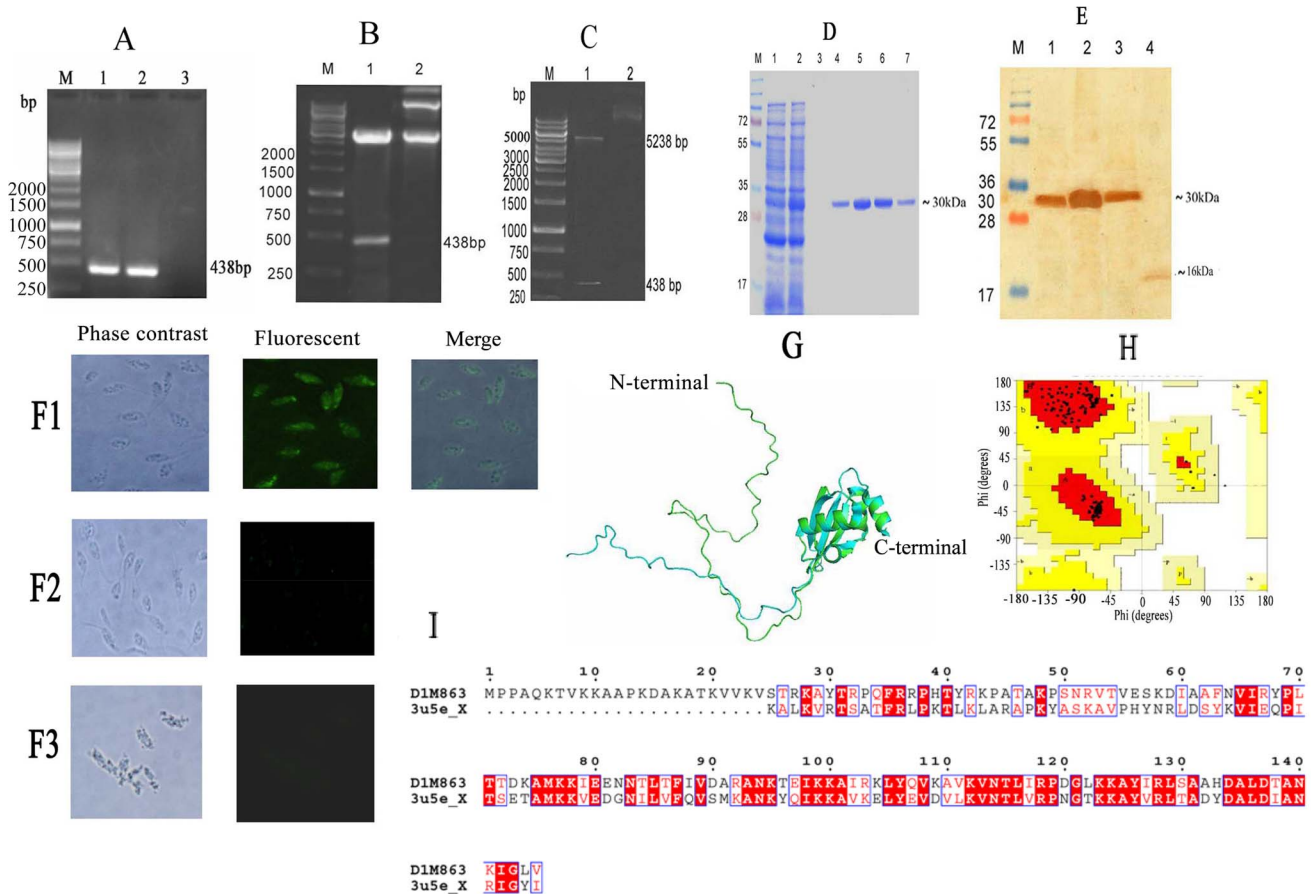 A
M 1 2 3
bp
2000
1500
1000
750
500
250
438bp
B
M 1 2
2000
1500
1000
750
500
250
438bp
C
M 1 2
5000
3000
2500
2000
1500
1000
750
500
250
5238 bp
438 bp
D
M 1 2 3 4 5 6 7
72
55
35
28
17
~ 30kDa
E
M 1 2 3 4
72
55
36
30
28
17
~ 30kDa
~16kDa
Phase contrast Fluorescent Merge
F1
F2
F3
G
N-terminal
C-terminal
H
180
135
90
45
0
-45
-90
-135
Phi (degrees)
-180 -135 -90 -45 0 45 90 135 180
Phi (degrees)
I
1 10 20 30 40 50 60 70
D1M863 MPPAQKTVKKAAPKDAKATKVVKVSTRKAYTRPQFRRPHTYRKPATAKPSNRVTVESKDIAAFNVIRYPL
3u5e_X ........................KALKVRTSATFRLPKTLKLARAPKYASKAVPHYNRLDSYKVIEQPI
80 90 100 110 120 130 140
D1M863 TTDKAMKKIEENNTLTFIVDARANKTEIKKAIRKLYQVKAVKVNTLIRPDGLKKAYIRLSAAHDALDTAN
3u5e_X TSETAMKKVEDGNILVFQVSMKANKYQIKKAVKELYEVDVLKVNTLVRPNGTKKAYVRLTADYDALDIAN
D1M863 KIGLV
3u5e_X RIGYI